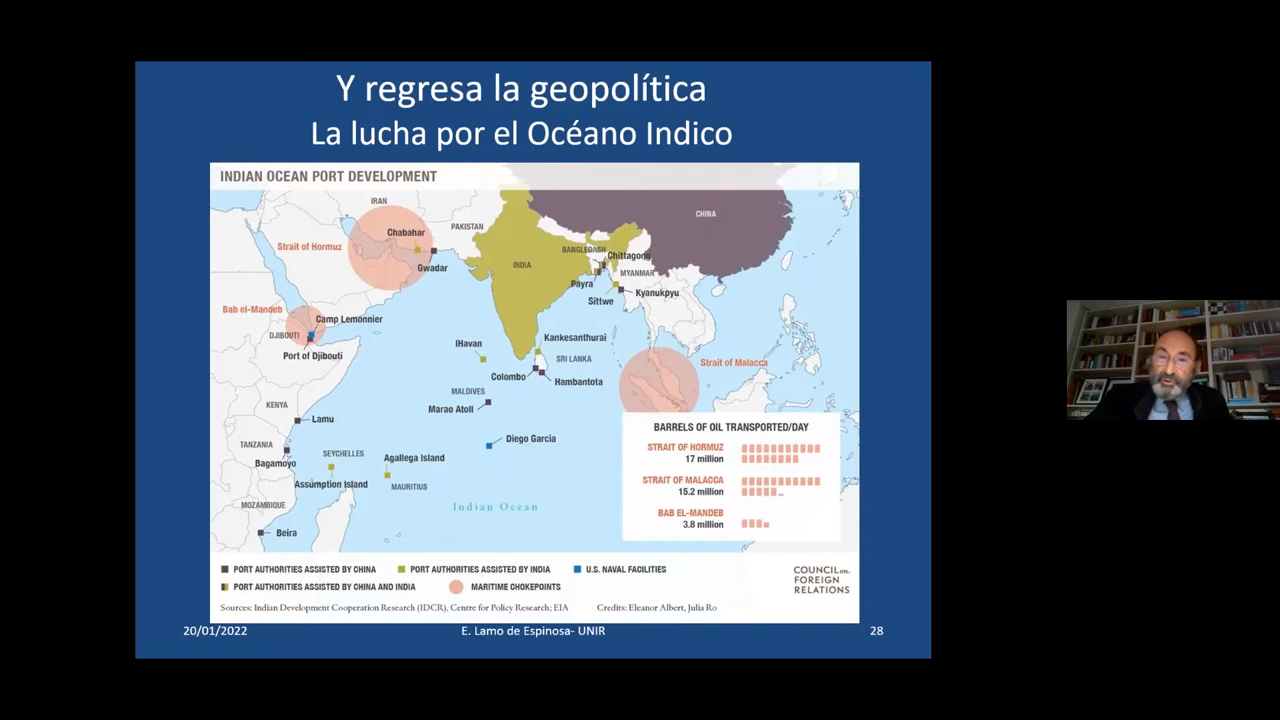 Y regresa la geopolítica
La lucha por el Océano Indico
INDIAN OCEAN PORT DEVELOPMENT
IRAN
CHINA
PAKISTAN
Chabahar
Strait of Hormuz
BANGLADESH
Chittagong
INDIA
Gwadar
MYANMAR
Payra
Kyanukpyu
Sittwe
Bab el-Mandeb
Camp Lemonnier
DJIBOUTI
Kankesanthurai
IHavan
Port of Djibouti
SRI LANKA
Strait of Malacca
Colombo
Hambantota
MALDIVES
KENYA
Marao Atoll
Lamu
Diego Garcia
TANZANIA
SEYCHELLES
Agallega Island
Bagamoyo
Assumption Island
MAURITIUS
MOZAMBIQUE
Indian Ocean
Beira
BARRELS OF OIL TRANSPORTED/DAY
STRAIT OF HORMUZ
17 million
STRAIT OF MALACCA
15.2 million
BAB EL-MANDEB
3.8 million
PORT AUTHORITIES ASSISTED BY CHINA
PORT AUTHORITIES ASSISTED BY INDIA
U.S. NAVAL FACILITIES
PORT AUTHORITIES ASSISTED BY CHINA AND INDIA
MARITIME CHOKEPOINTS
COUNCIL on
FOREIGN
RELATIONS
Sources: Indian Development Cooperation Research (IDCR), Centre for Policy Research; EIA
Credits: Eleanor Albert, Julia Ro
20/01/2022
E. Lamo de Espinosa- UNIR
28